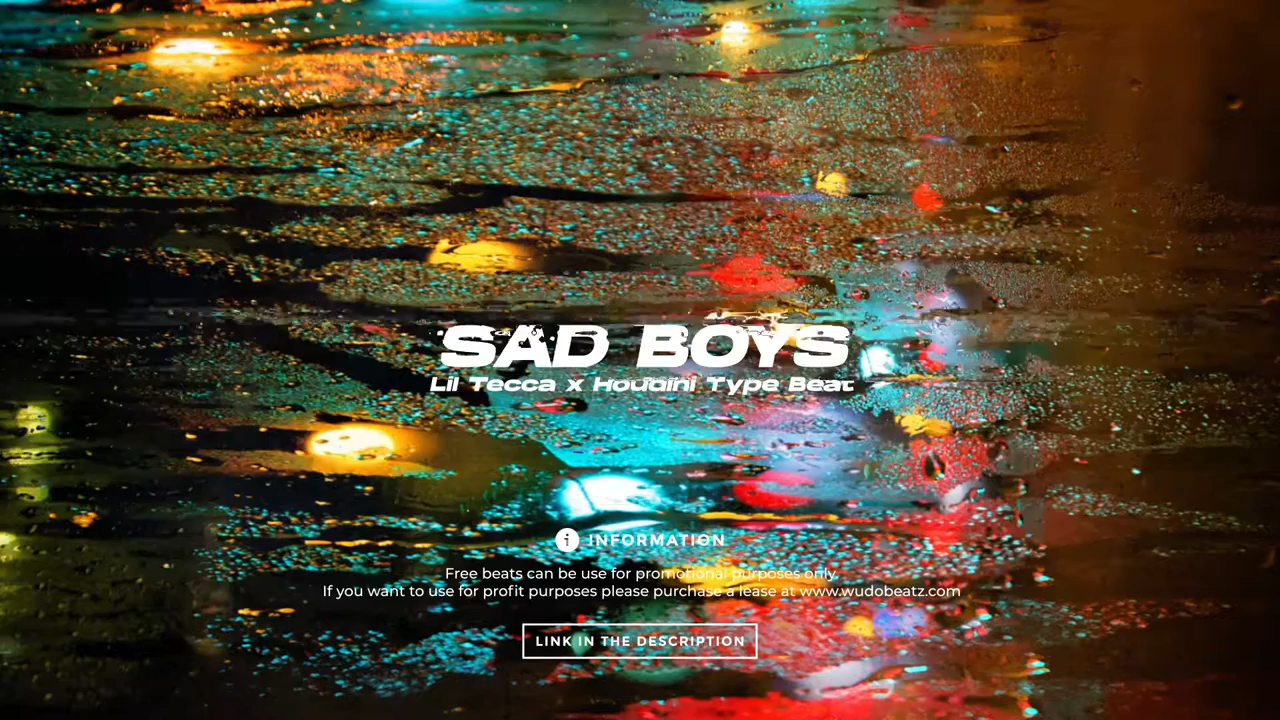 SAD BOYS
Lil Tecca x Houdini Type Beat
i INFORMATION
Free beats can be use for promotional purposes only.
If you want to use for profit purposes please purchase a lease at www.wudobeatz.com
LINK IN THE DESCRIPTION